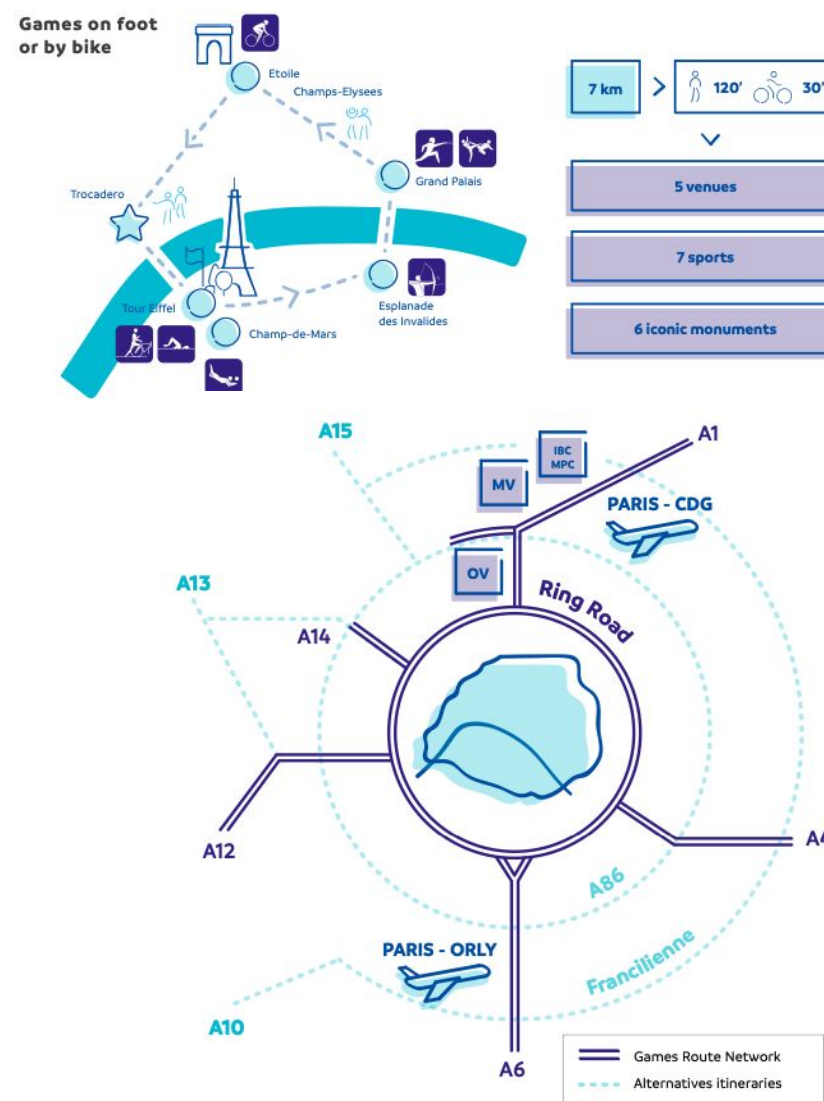 Games on foot
or by bike
Etoile
Champs-Elysees
Grand Palais
Trocadero
Tour Eiffel
Champ-de-Mars
Esplanade
des Invalides
7 km
>
120'
30'
5 venues
7 sports
6 iconic monuments
A15
IBC
MPC
A1
MV
PARIS - CDG
OV
Ring Road
A13
A14
A12
A4
A86
Francilienne
PARIS - ORLY
A10
A6
Games Route Network
Alternatives itineraries